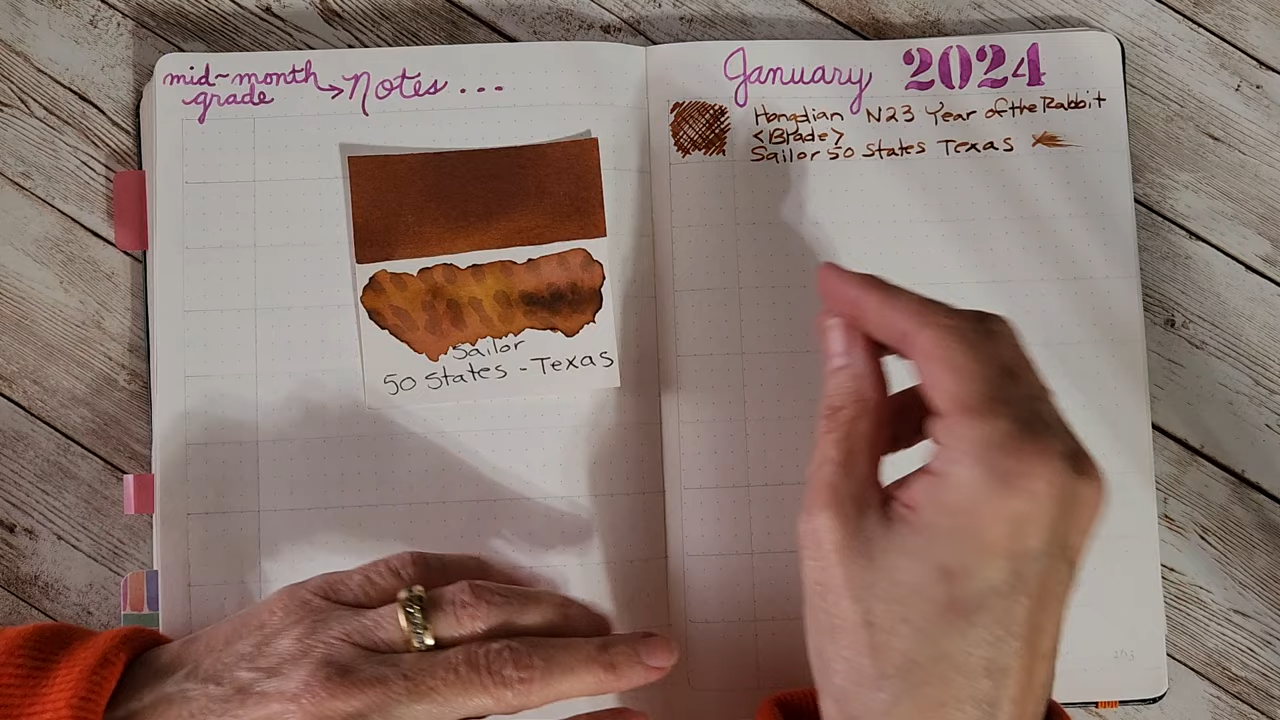 mid-month
grade → Notes ...
Sailor
50 States - Texas
January 2024
Hongdian N23 Year of the Rabbit
<Blade>
Sailor 50 States Texas